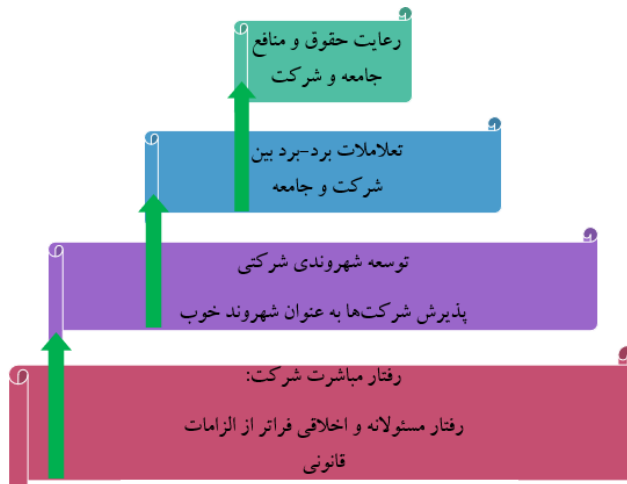 رعایت حقوق و منافع
جامعه و شرکت
تعلاملات برد-برد بین
شرکت و جامعه
توسعه شهروندی شرکتی
پذیرش شرکت‌ها به عنوان شهروند خوب
رفتار مباشرت شرکت:
رفتار مسئولانه و اخلاقی فراتر از الزامات
قانونی